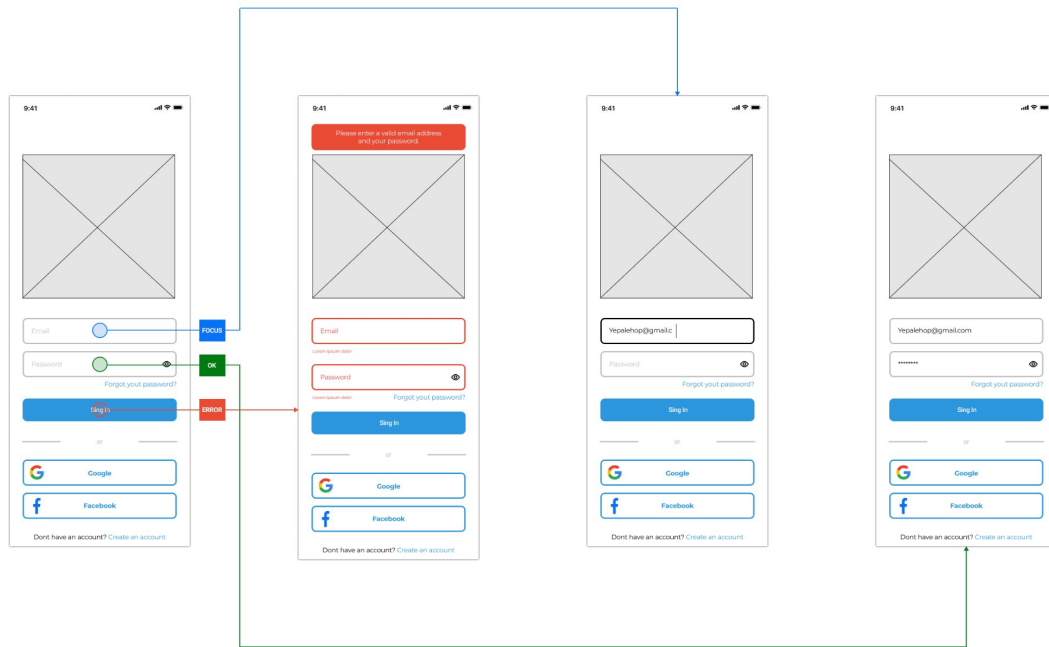 9:41
Email
Password
Forgot yout password?
Sing In
or
Google
Facebook
Dont have an account? Create an account
FOCUS
OK
ERROR
9:41
Please enter a valid email address
and your password.
Email
Lorem ipsum dolor
Password
Lorem ipsum dolor
Forgot yout password?
Sing In
or
Google
Facebook
Dont have an account? Create an account
9:41
Yepalehop@gmail.c
Password
Forgot yout password?
Sing In
or
Google
Facebook
Dont have an account? Create an account
9:41
Yepalehop@gmail.com
********
Forgot yout password?
Sing In
or
Google
Facebook
Dont have an account? Create an account